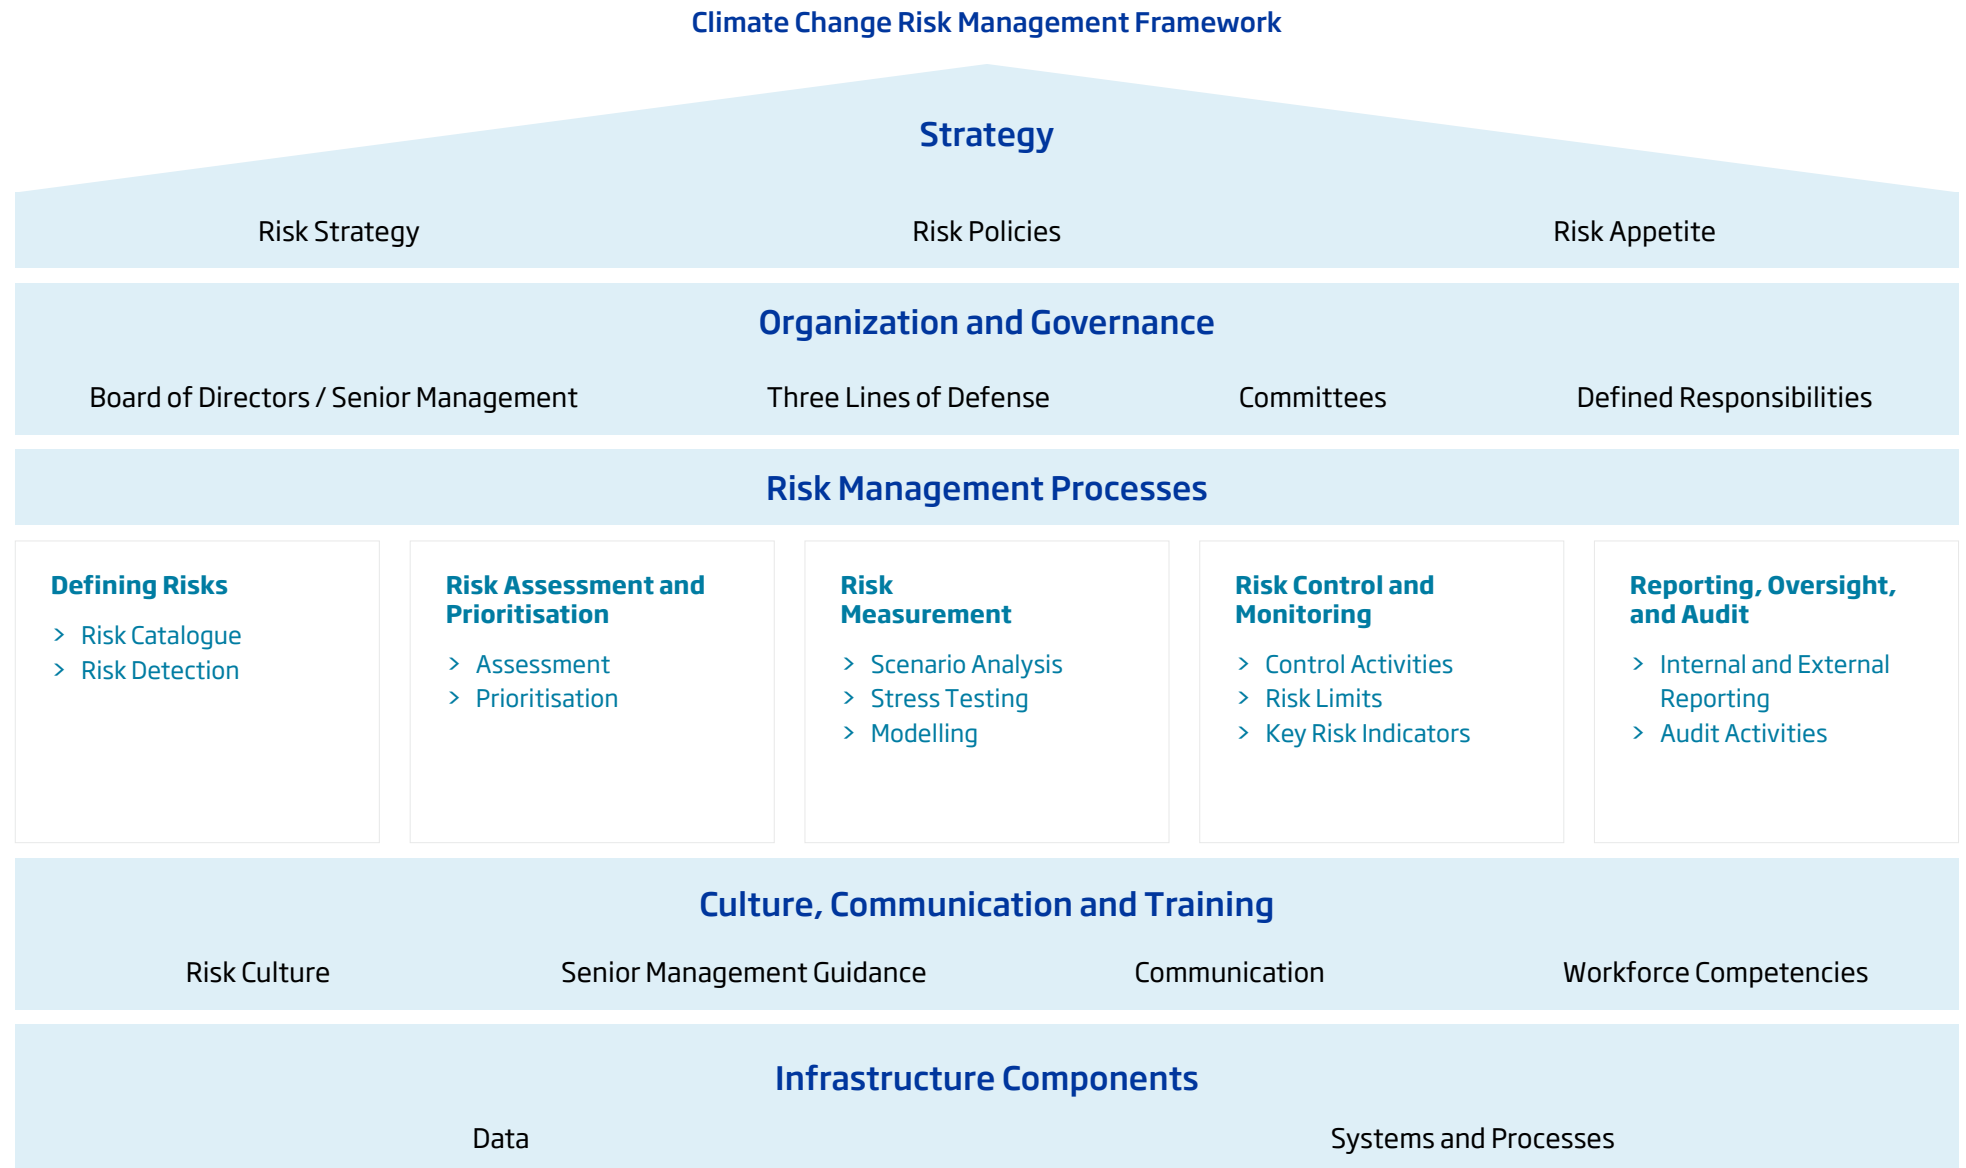 Climate Change Risk Management Framework
Strategy
Risk Strategy
Risk Policies
Risk Appetite
Organization and Governance
Board of Directors / Senior Management
Three Lines of Defense
Committees
Defined Responsibilities
Risk Management Processes
Defining Risks
> Risk Catalogue
> Risk Detection
Risk Assessment and
Prioritisation
> Assessment
> Prioritisation
Risk
Measurement
> Scenario Analysis
> Stress Testing
> Modelling
Risk Control and
Monitoring
> Control Activities
> Risk Limits
> Key Risk Indicators
Reporting, Oversight,
and Audit
> Internal and External
Reporting
> Audit Activities
Culture, Communication and Training
Risk Culture
Senior Management Guidance
Communication
Workforce Competencies
Infrastructure Components
Data
Systems and Processes